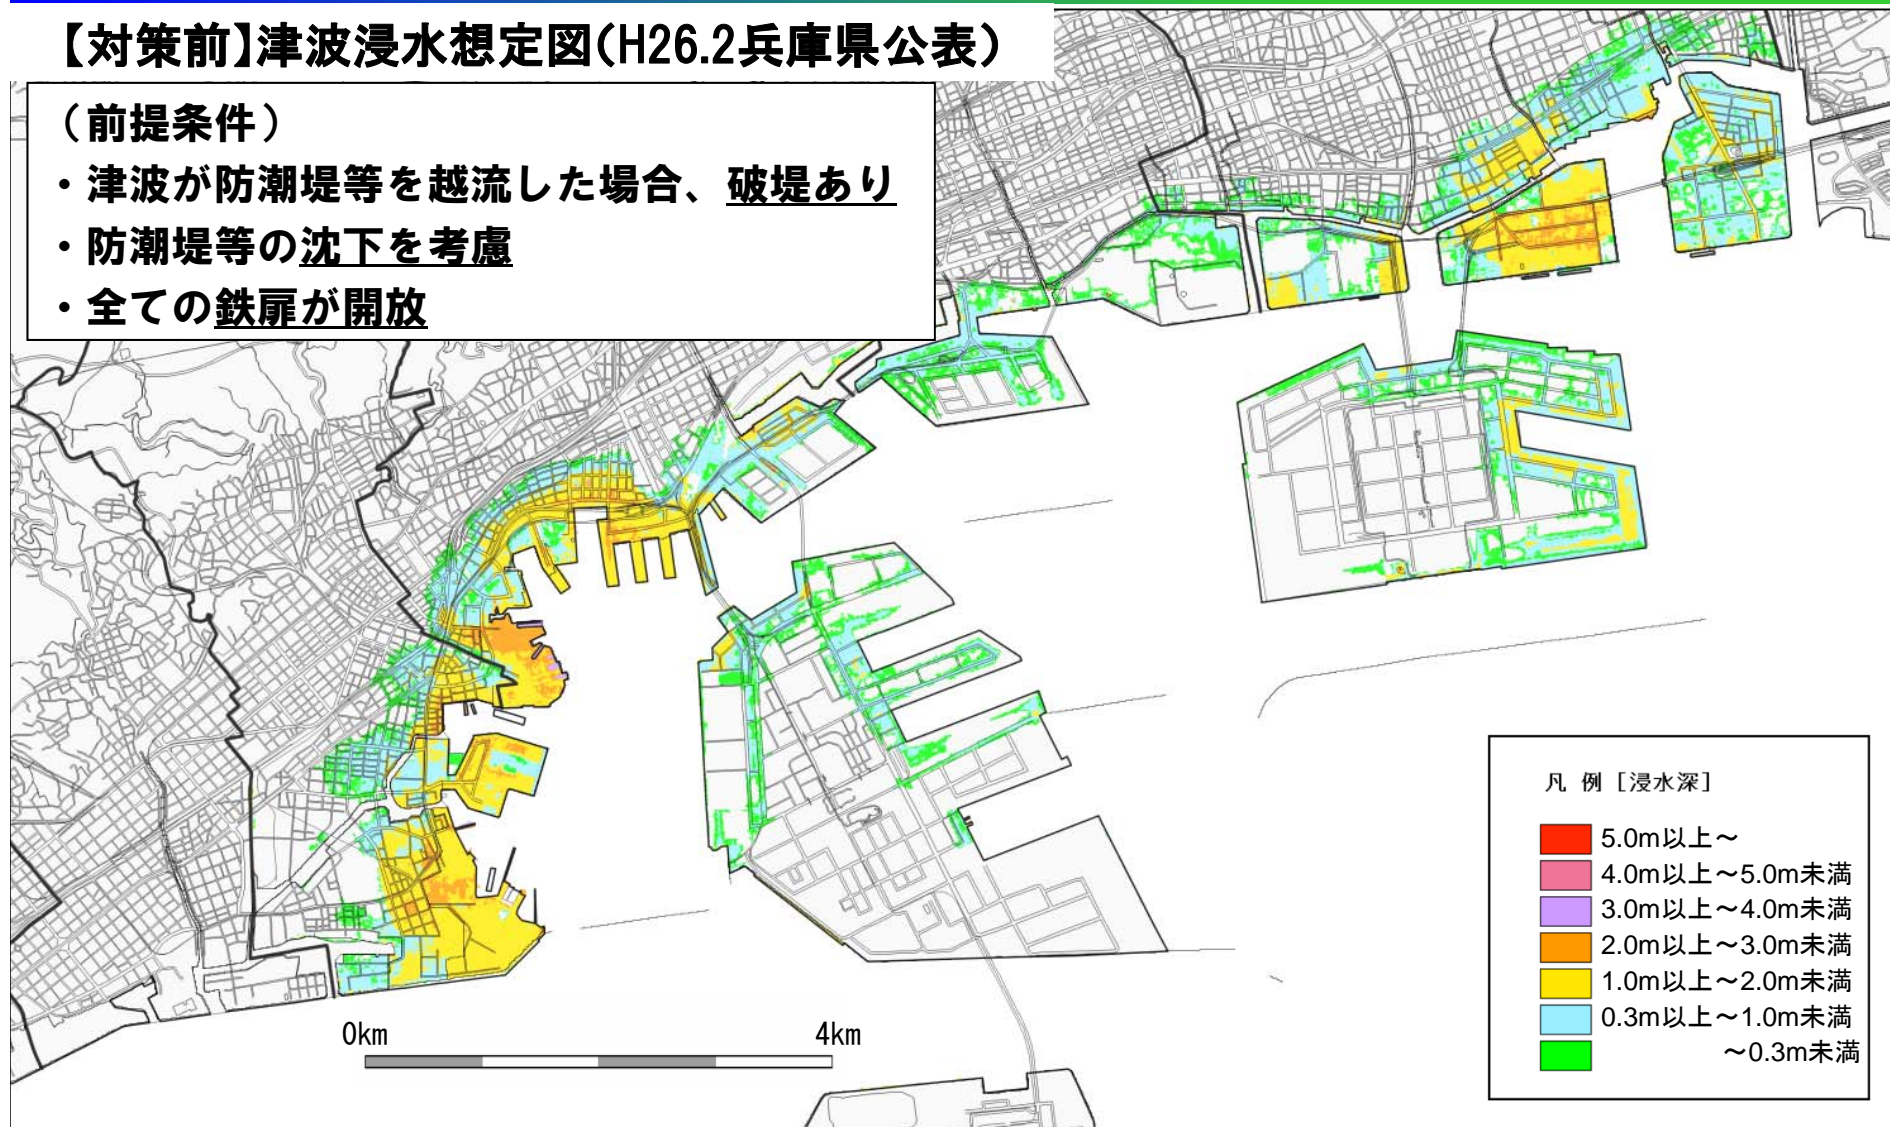 【対策前】津波浸水想定図(H26.2兵庫県公表)
（前提条件）
・津波が防潮堤等を越流した場合、破堤あり
・防潮堤等の沈下を考慮
・全ての鉄扉が開放
0km 4km
凡 例 [浸水深]
5.0m以上～
4.0m以上～5.0m未満
3.0m以上～4.0m未満
2.0m以上～3.0m未満
1.0m以上～2.0m未満
0.3m以上～1.0m未満
～0.3m未満